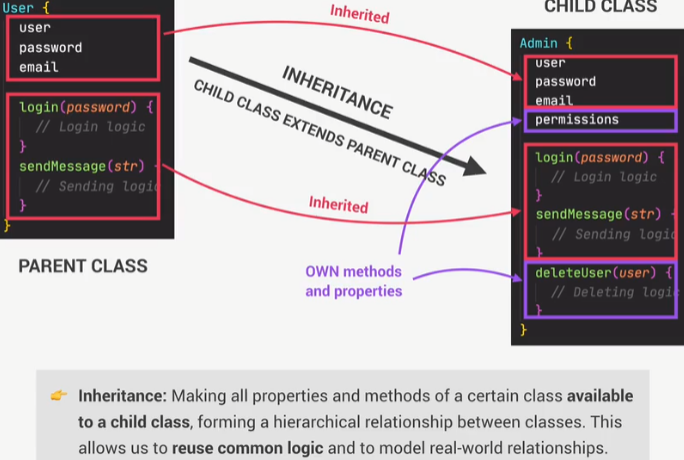 User {
user
password
email
login(password) {
// Login logic
}
sendMessage(str)
// Sending logic
}
}
PARENT CLASS
Inherited
INHERITANCE
CHILD CLASS EXTENDS PARENT CLASS
Inherited
OWN methods
and properties
CHILD CLASS
Admin {
user
password
email
permissions
login(password) {
// Login logic
}
sendMessage(str) {
// Sending logic
}
deleteUser(user) {
// Deleting logic
}
}
👉 Inheritance: Making all properties and methods of a certain class available
to a child class, forming a hierarchical relationship between classes. This
allows us to reuse common logic and to model real-world relationships.